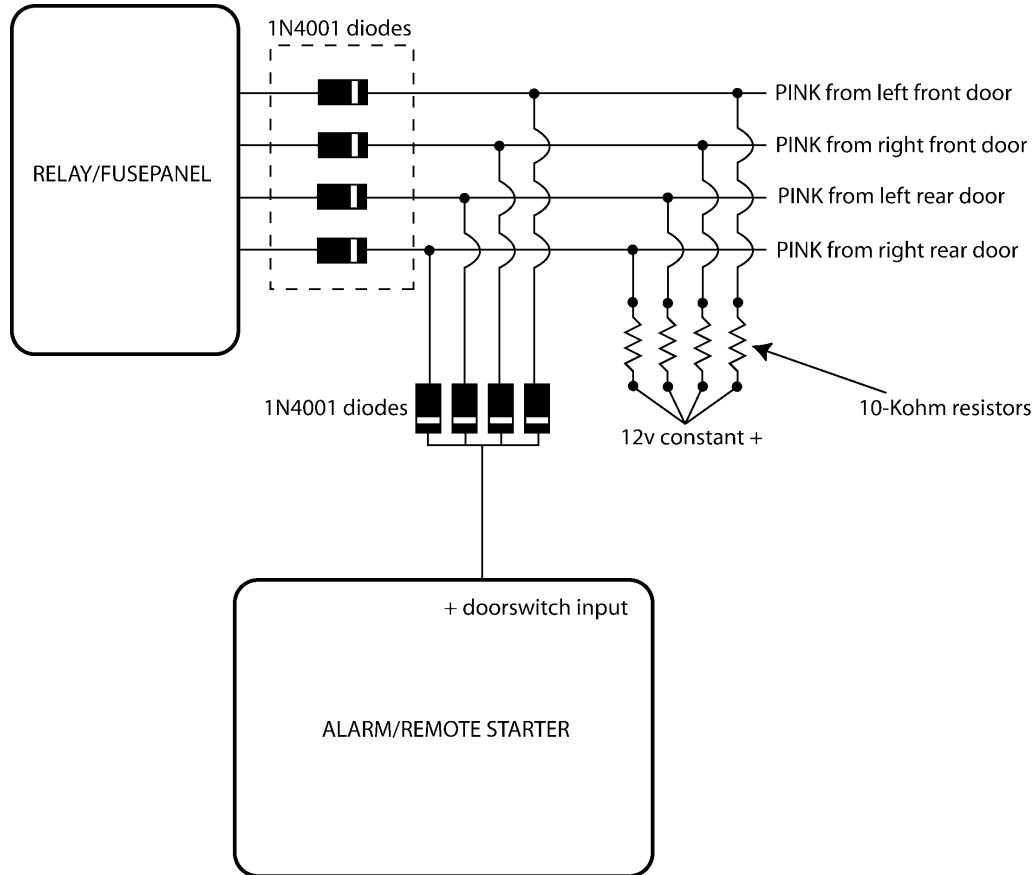 1N4001 diodes
PINK from left front door
PINK from right front door
RELAY/FUSEPANEL
PINK from left rear door
PINK from right rear door
1N4001 diodes
10-Kohm resistors
12v constant +
+ doorswitch input
ALARM/REMOTE STARTER